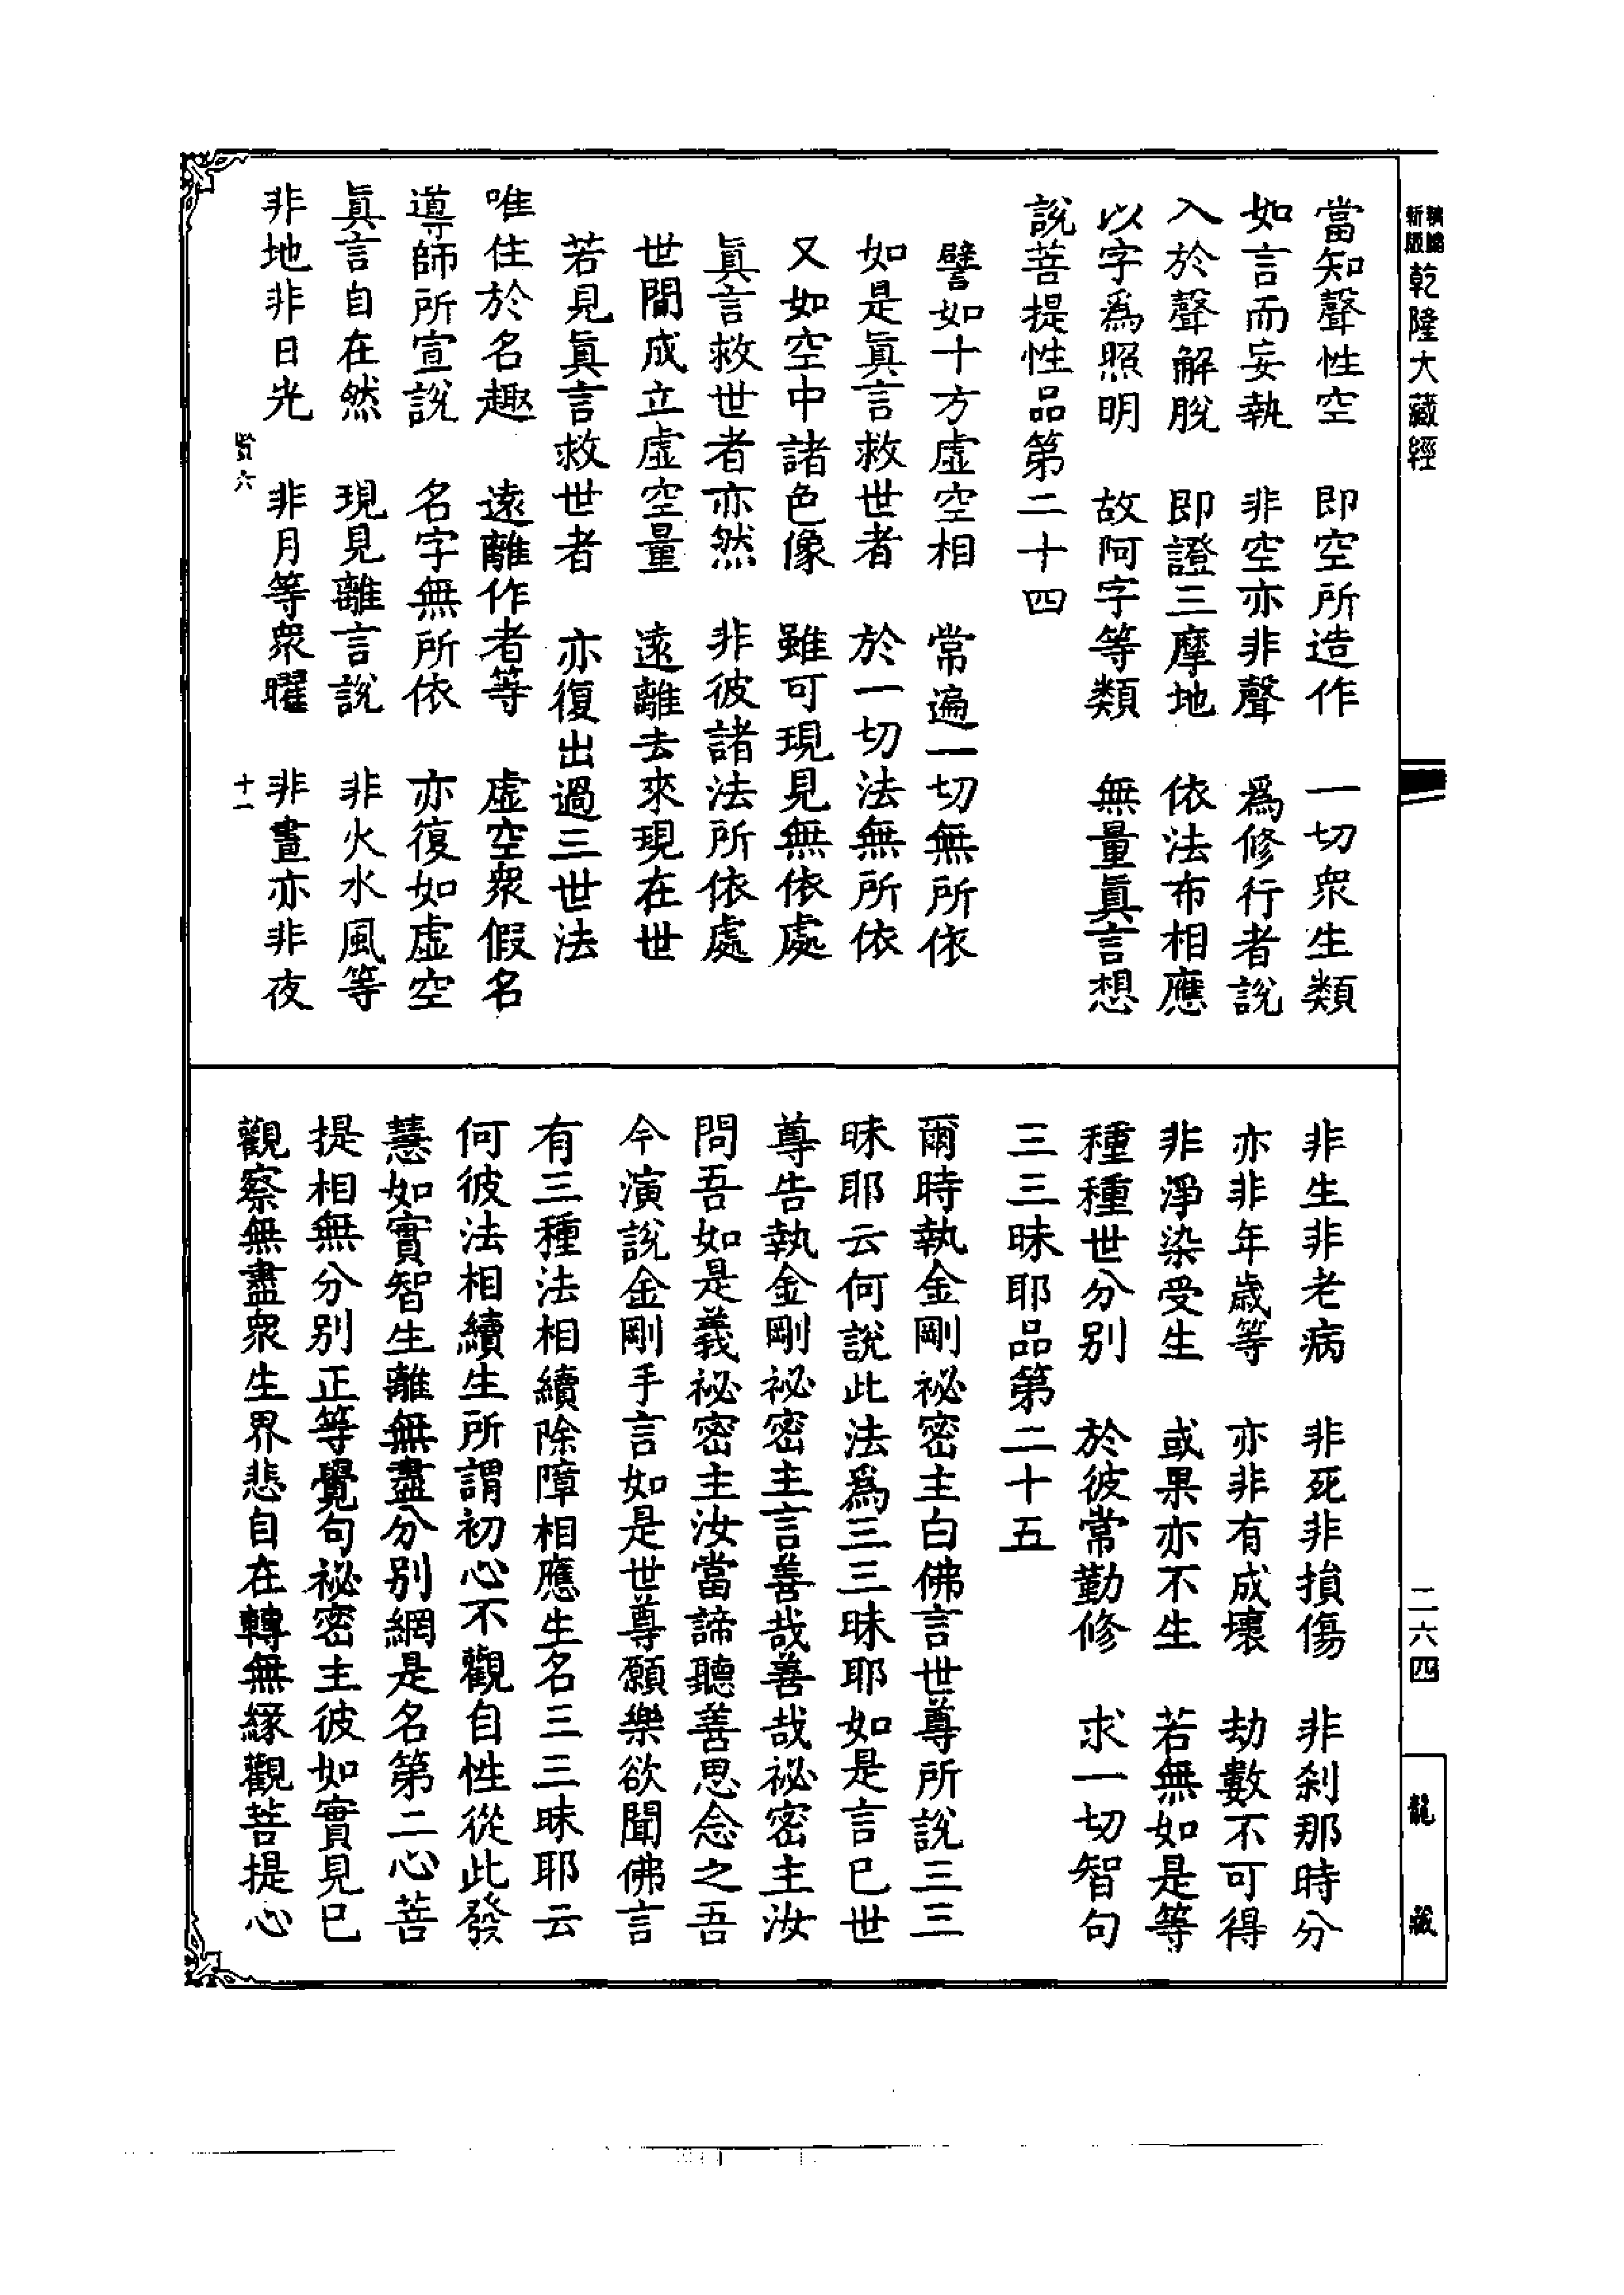 新版
乾隆大藏經
當知聲性空　即空所造作　一切衆生類
如言而妄執　非空亦非聲　爲修行者說
入於聲解脫　即證三摩地　依法布相應
以字爲照明　故阿字等類　無量眞言想
說菩提性品第二十四
譬如十方虛空相　常遍一切無所依
如是眞言救世者　於一切法無所依
又如空中諸色像　雖可現見無依處
眞言救世者亦然　非彼諸法所依處
世間成立虛空量　遠離去來現在世
若見眞言救世者　亦復出過三世法
唯住於名趣　遠離作者等　虛空衆假名
導師所宣說　名字無所依　亦復如虛空
眞言自在然　現見離言說　非火水風等
非地非日光　非月等衆曜　非晝亦非夜
六　十一
非生非老病　非死非損傷　非刹那時分
亦非年歲等　亦非有成壞　劫數不可得
非淨染受生　或果亦不生　若無如是等
種種世分別　於彼常勤修　求一切智句
三三昧耶品第二十五
爾時執金剛祕密主白佛言世尊所說三三
昧耶云何說此法爲三三昧耶如是言已世
尊告執金剛祕密主言善哉善哉祕密主汝
問吾如是義祕密主汝當諦聽善思念之吾
今演說金剛手言如是世尊願樂欲聞佛言
有三種法相續除障相應生名三三昧耶云
何彼法相續生所謂初心不觀自性從此發
慧如實智生離無盡分別網是名第二心菩
提相無分別正等覺句祕密主彼如實見已
觀察無盡衆生界悲自在轉無緣觀菩提心
二六四
龍藏